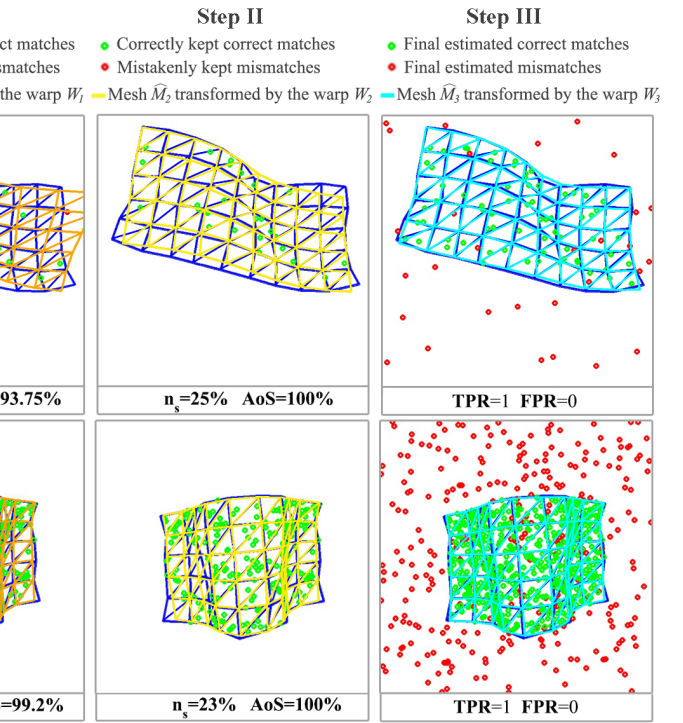 Step II Step III
ct matches Correctly kept correct matches Final estimated correct matches
smatches Mistakenly kept mismatches Final estimated mismatches
the warp W₁ Mesh M̂₂ transformed by the warp W₂ Mesh M̂₃ transformed by the warp W₃
93.75% nₛ=25% AoS=100% TPR=1 FPR=0
=99.2% nₛ=23% AoS=100% TPR=1 FPR=0